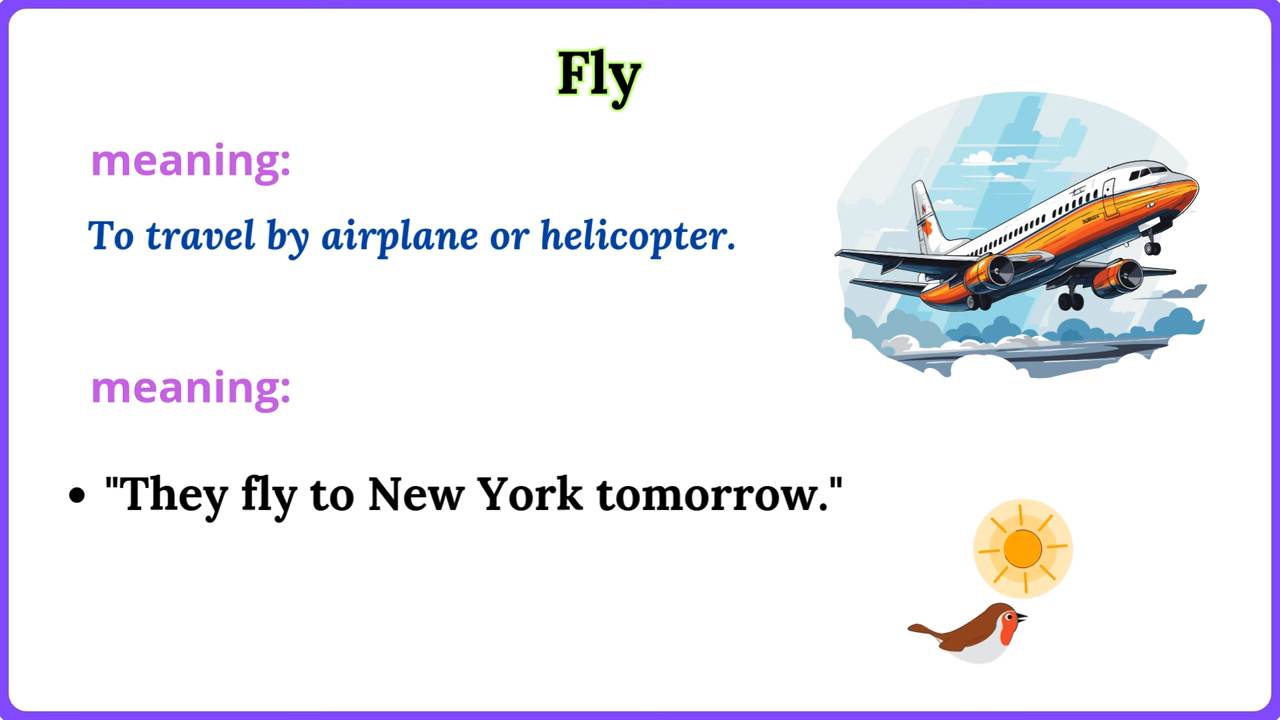 Fly
meaning:
To travel by airplane or helicopter.
meaning:
• "They fly to New York tomorrow."